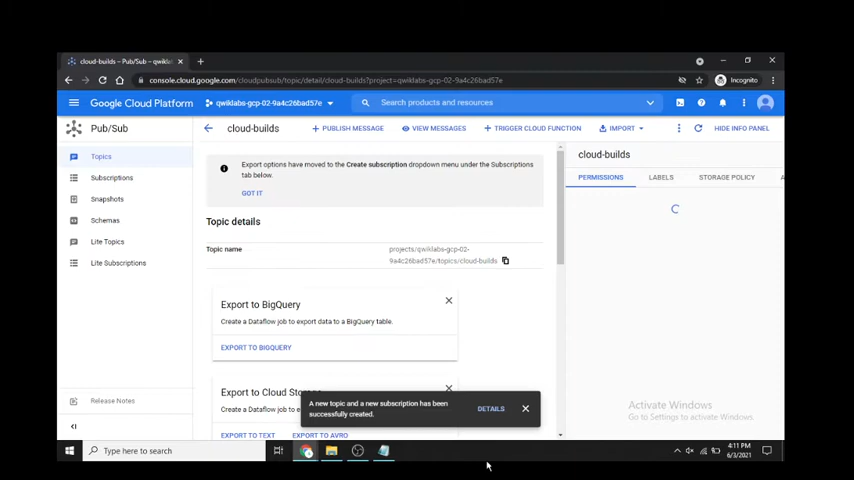 cloud-builds – Pub/Sub – qwikla
console.cloud.google.com/cloudpubsub/topic/detail/cloud-builds?project=qwiklabs-gcp-02-9a4c26bad57e
Incognito
Google Cloud Platform
qwiklabs-gcp-02-9a4c26bad57e
Search products and resources
Pub/Sub
cloud-builds
PUBLISH MESSAGE
VIEW MESSAGES
TRIGGER CLOUD FUNCTION
IMPORT
HIDE INFO PANEL
Topics
Subscriptions
Snapshots
Schemas
Lite Topics
Lite Subscriptions
Release Notes
Export options have moved to the Create subscription dropdown menu under the Subscriptions
tab below.
GOT IT
Topic details
Topic name
projects/qwiklabs-gcp-02-
9a4c26bad57e/topics/cloud-builds
Export to BigQuery
Create a Dataflow job to export data to a BigQuery table.
EXPORT TO BIGQUERY
Export to Cloud
Create a Dataflow
EXPORT TO TEXT
EXPORT TO AVRO
A new topic and a new subscription has been
successfully created.
DETAILS
cloud-builds
PERMISSIONS
LABELS
STORAGE POLICY
A
Activate Windows
Go to Settings to activate Windows.
Type here to search
4:11 PM
6/3/2021